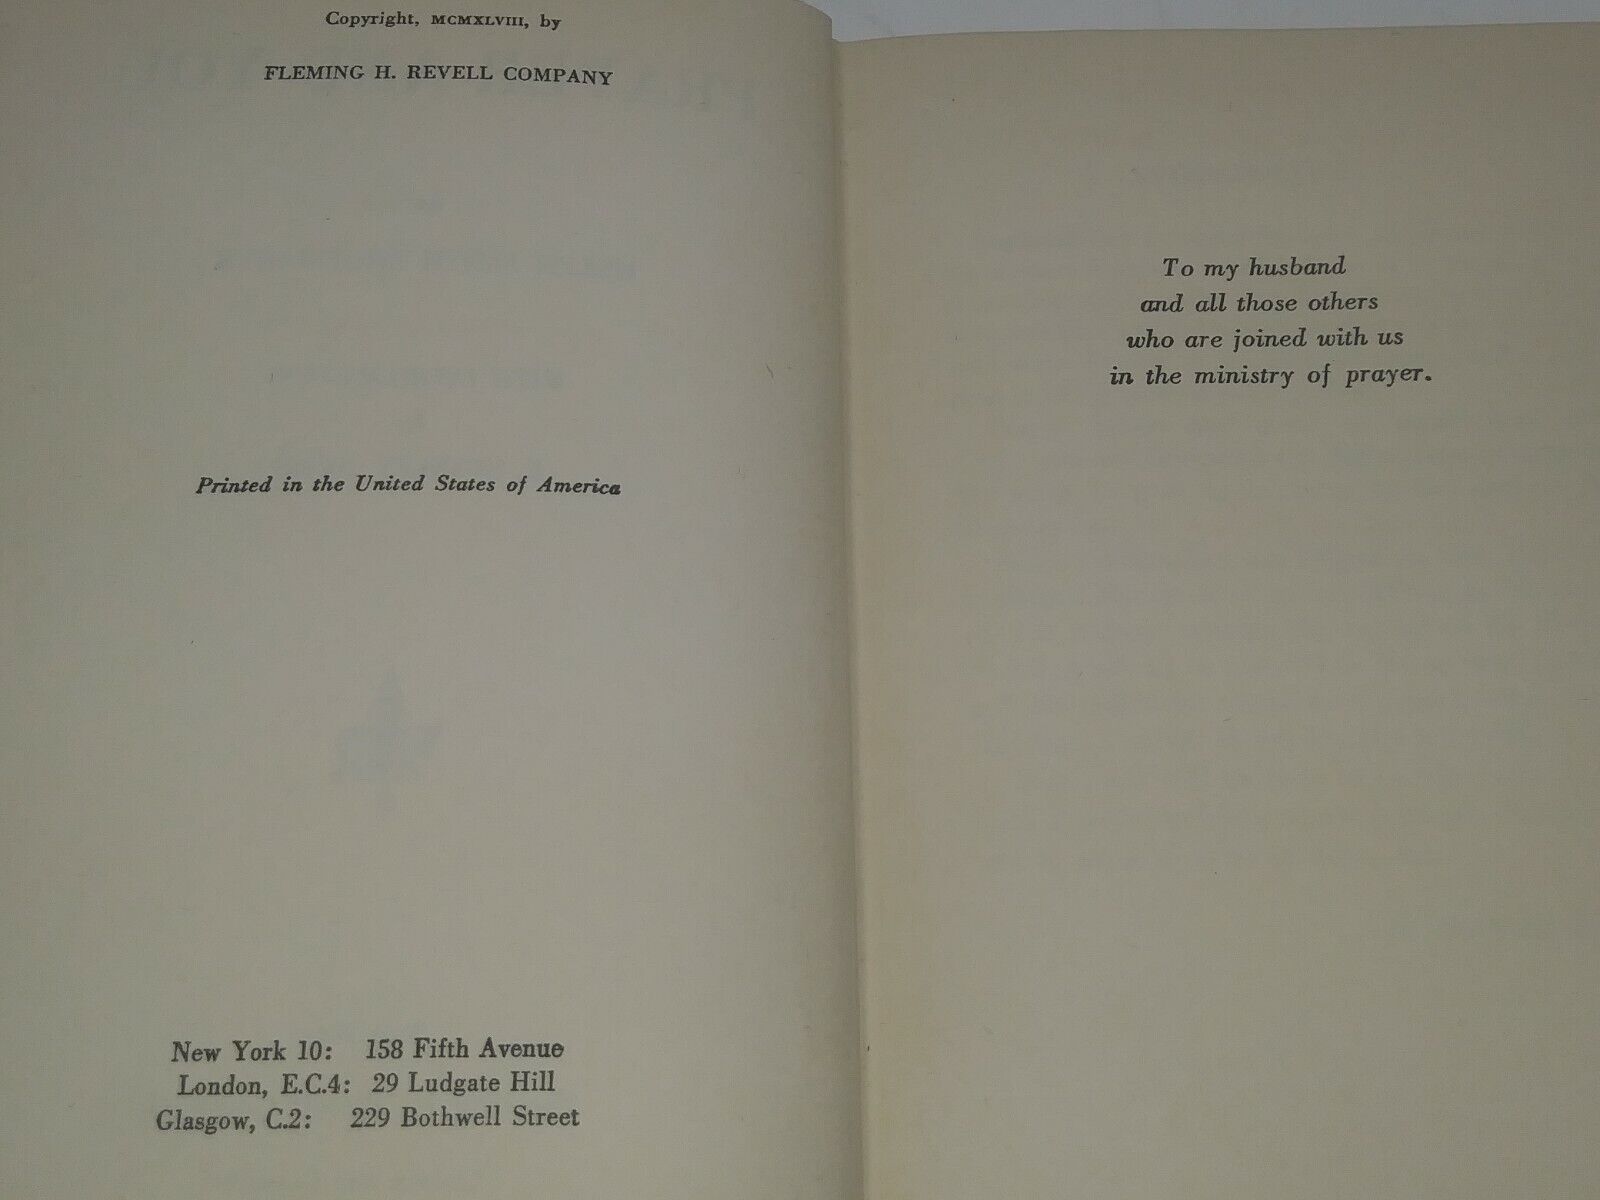 Copyright, MCMXLVIII, by
FLEMING H. REVELL COMPANY
Printed in the United States of America
New York 10: 158 Fifth Avenue
London, E.C.4: 29 Ludgate Hill
Glasgow, C.2: 229 Bothwell Street
To my husband
and all those others
who are joined with us
in the ministry of prayer.